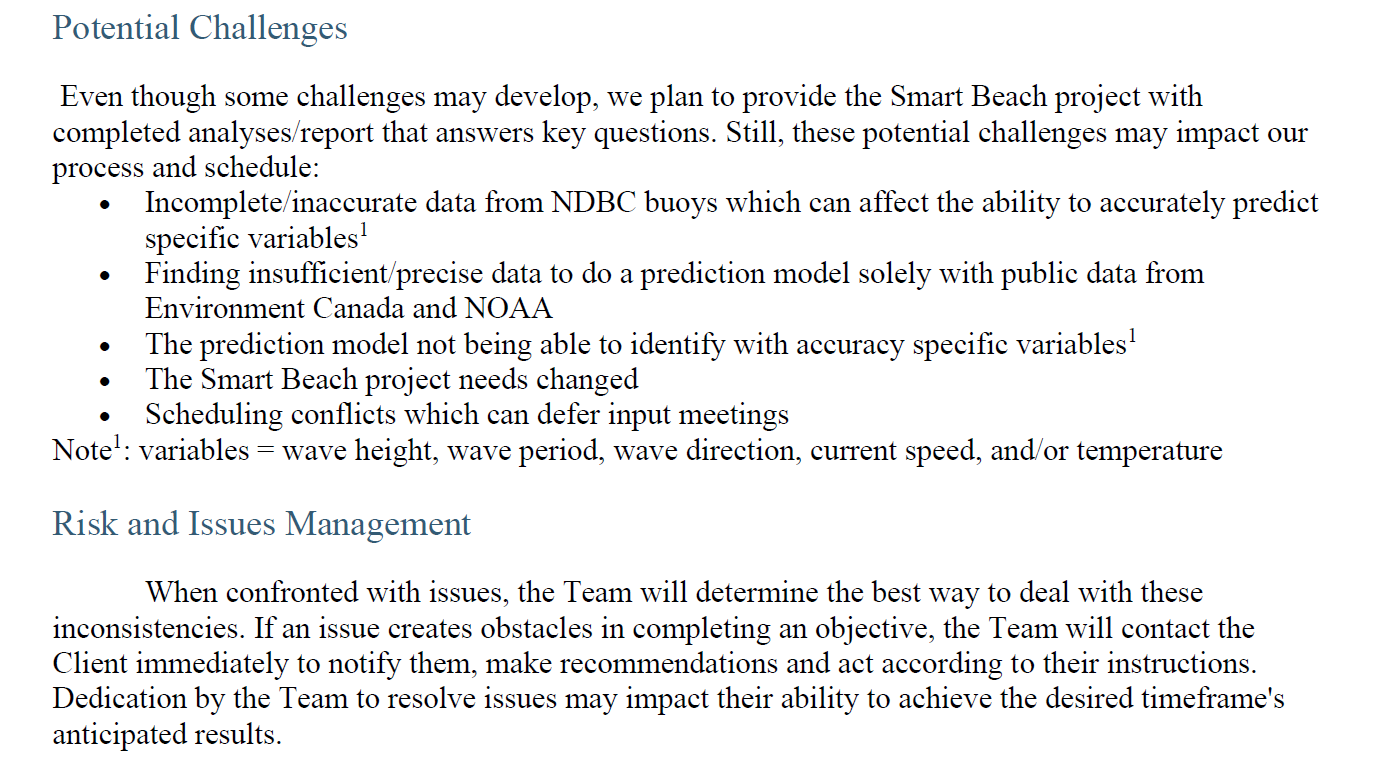 Potential Challenges
Even though some challenges may develop, we plan to provide the Smart Beach project with
completed analyses/report that answers key questions. Still, these potential challenges may impact our
process and schedule:
• Incomplete/inaccurate data from NDBC buoys which can affect the ability to accurately predict
specific variables¹
• Finding insufficient/precise data to do a prediction model solely with public data from
Environment Canada and NOAA
• The prediction model not being able to identify with accuracy specific variables¹
• The Smart Beach project needs changed
• Scheduling conflicts which can defer input meetings
Note¹: variables = wave height, wave period, wave direction, current speed, and/or temperature
Risk and Issues Management
When confronted with issues, the Team will determine the best way to deal with these
inconsistencies. If an issue creates obstacles in completing an objective, the Team will contact the
Client immediately to notify them, make recommendations and act according to their instructions.
Dedication by the Team to resolve issues may impact their ability to achieve the desired timeframe's
anticipated results.